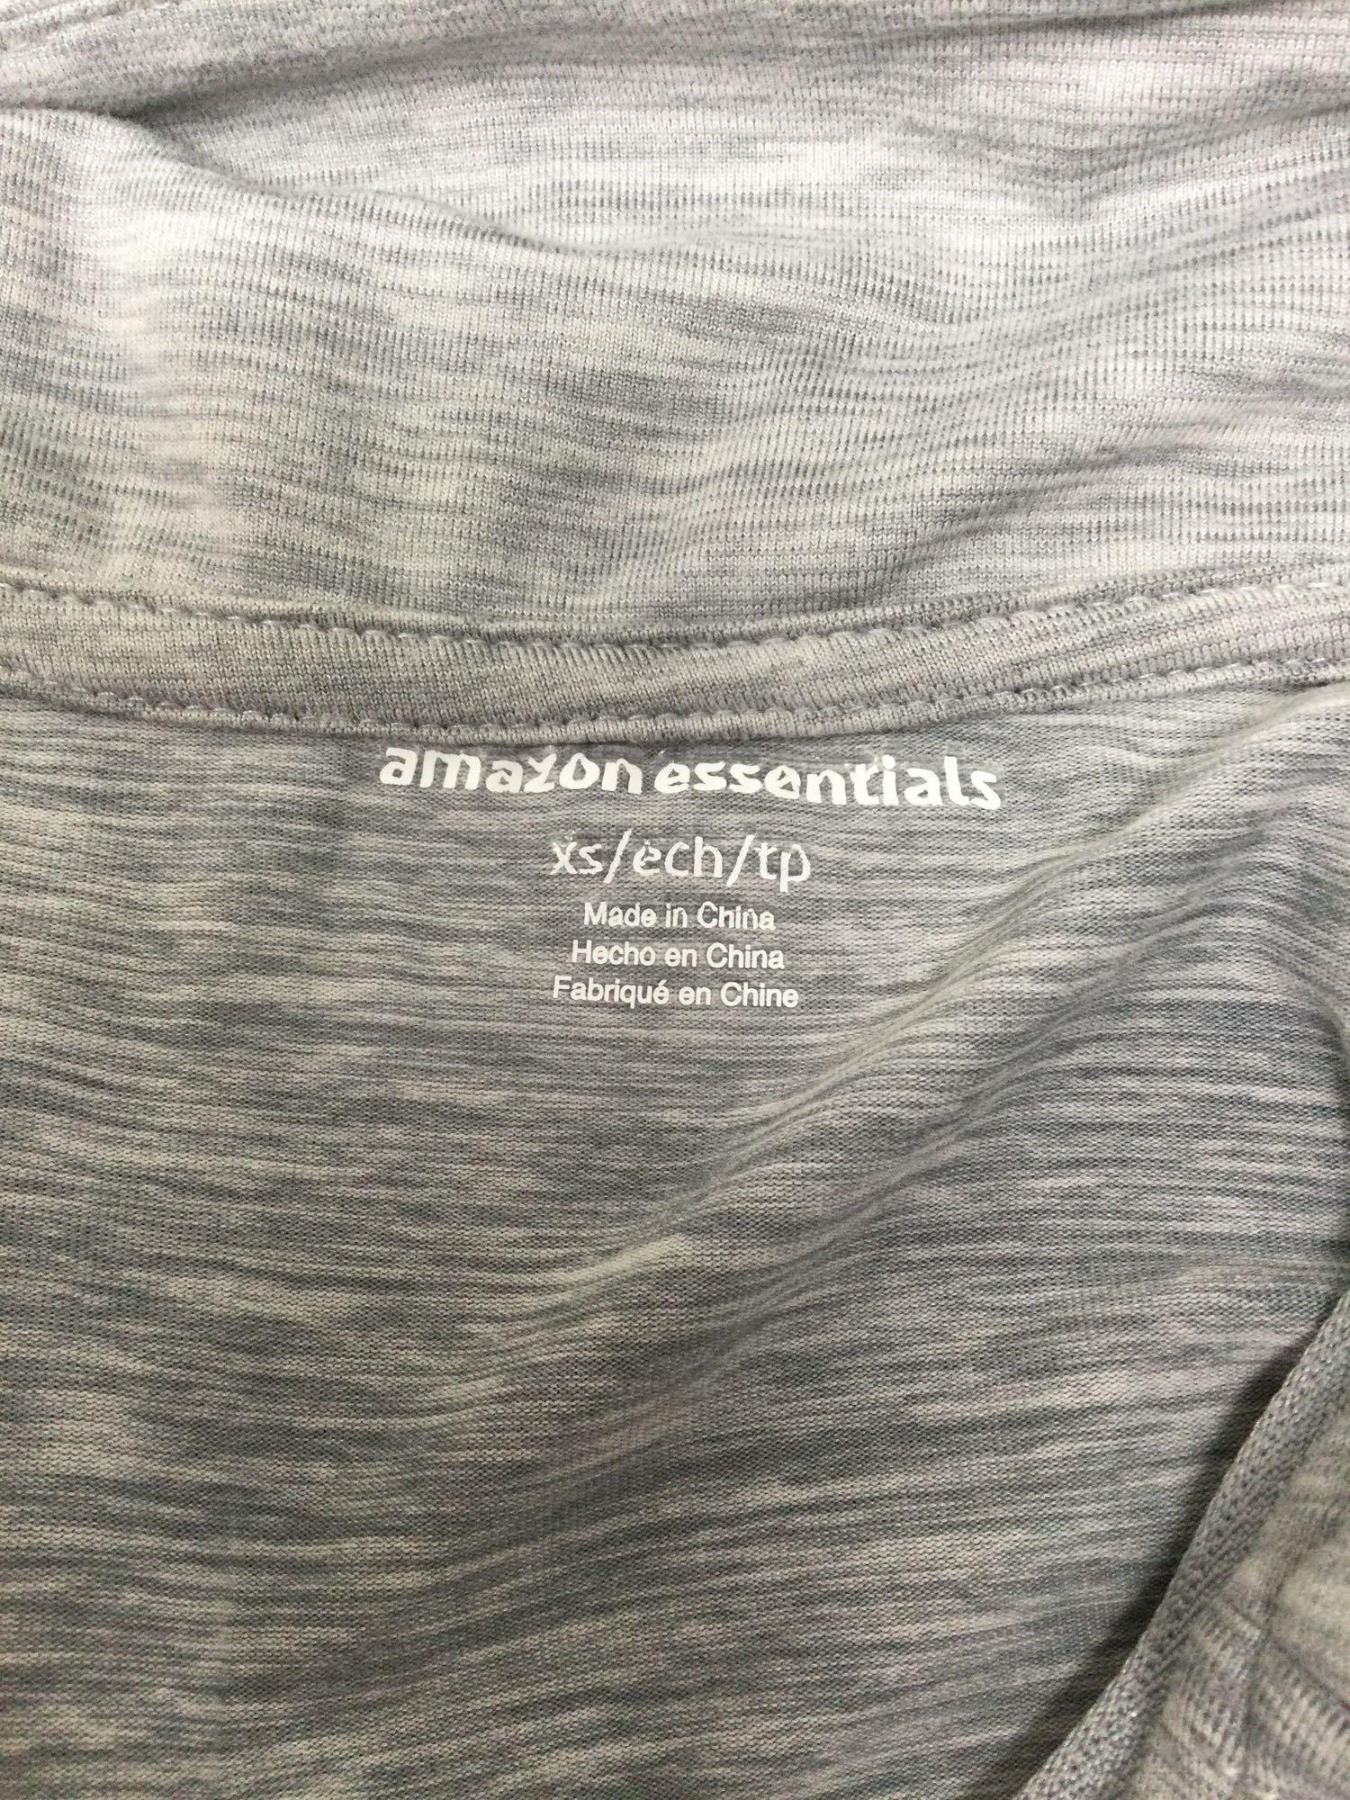 amazon essentials
xs/ech/tp
Made in China
Hecho en China
Fabriqué en Chine